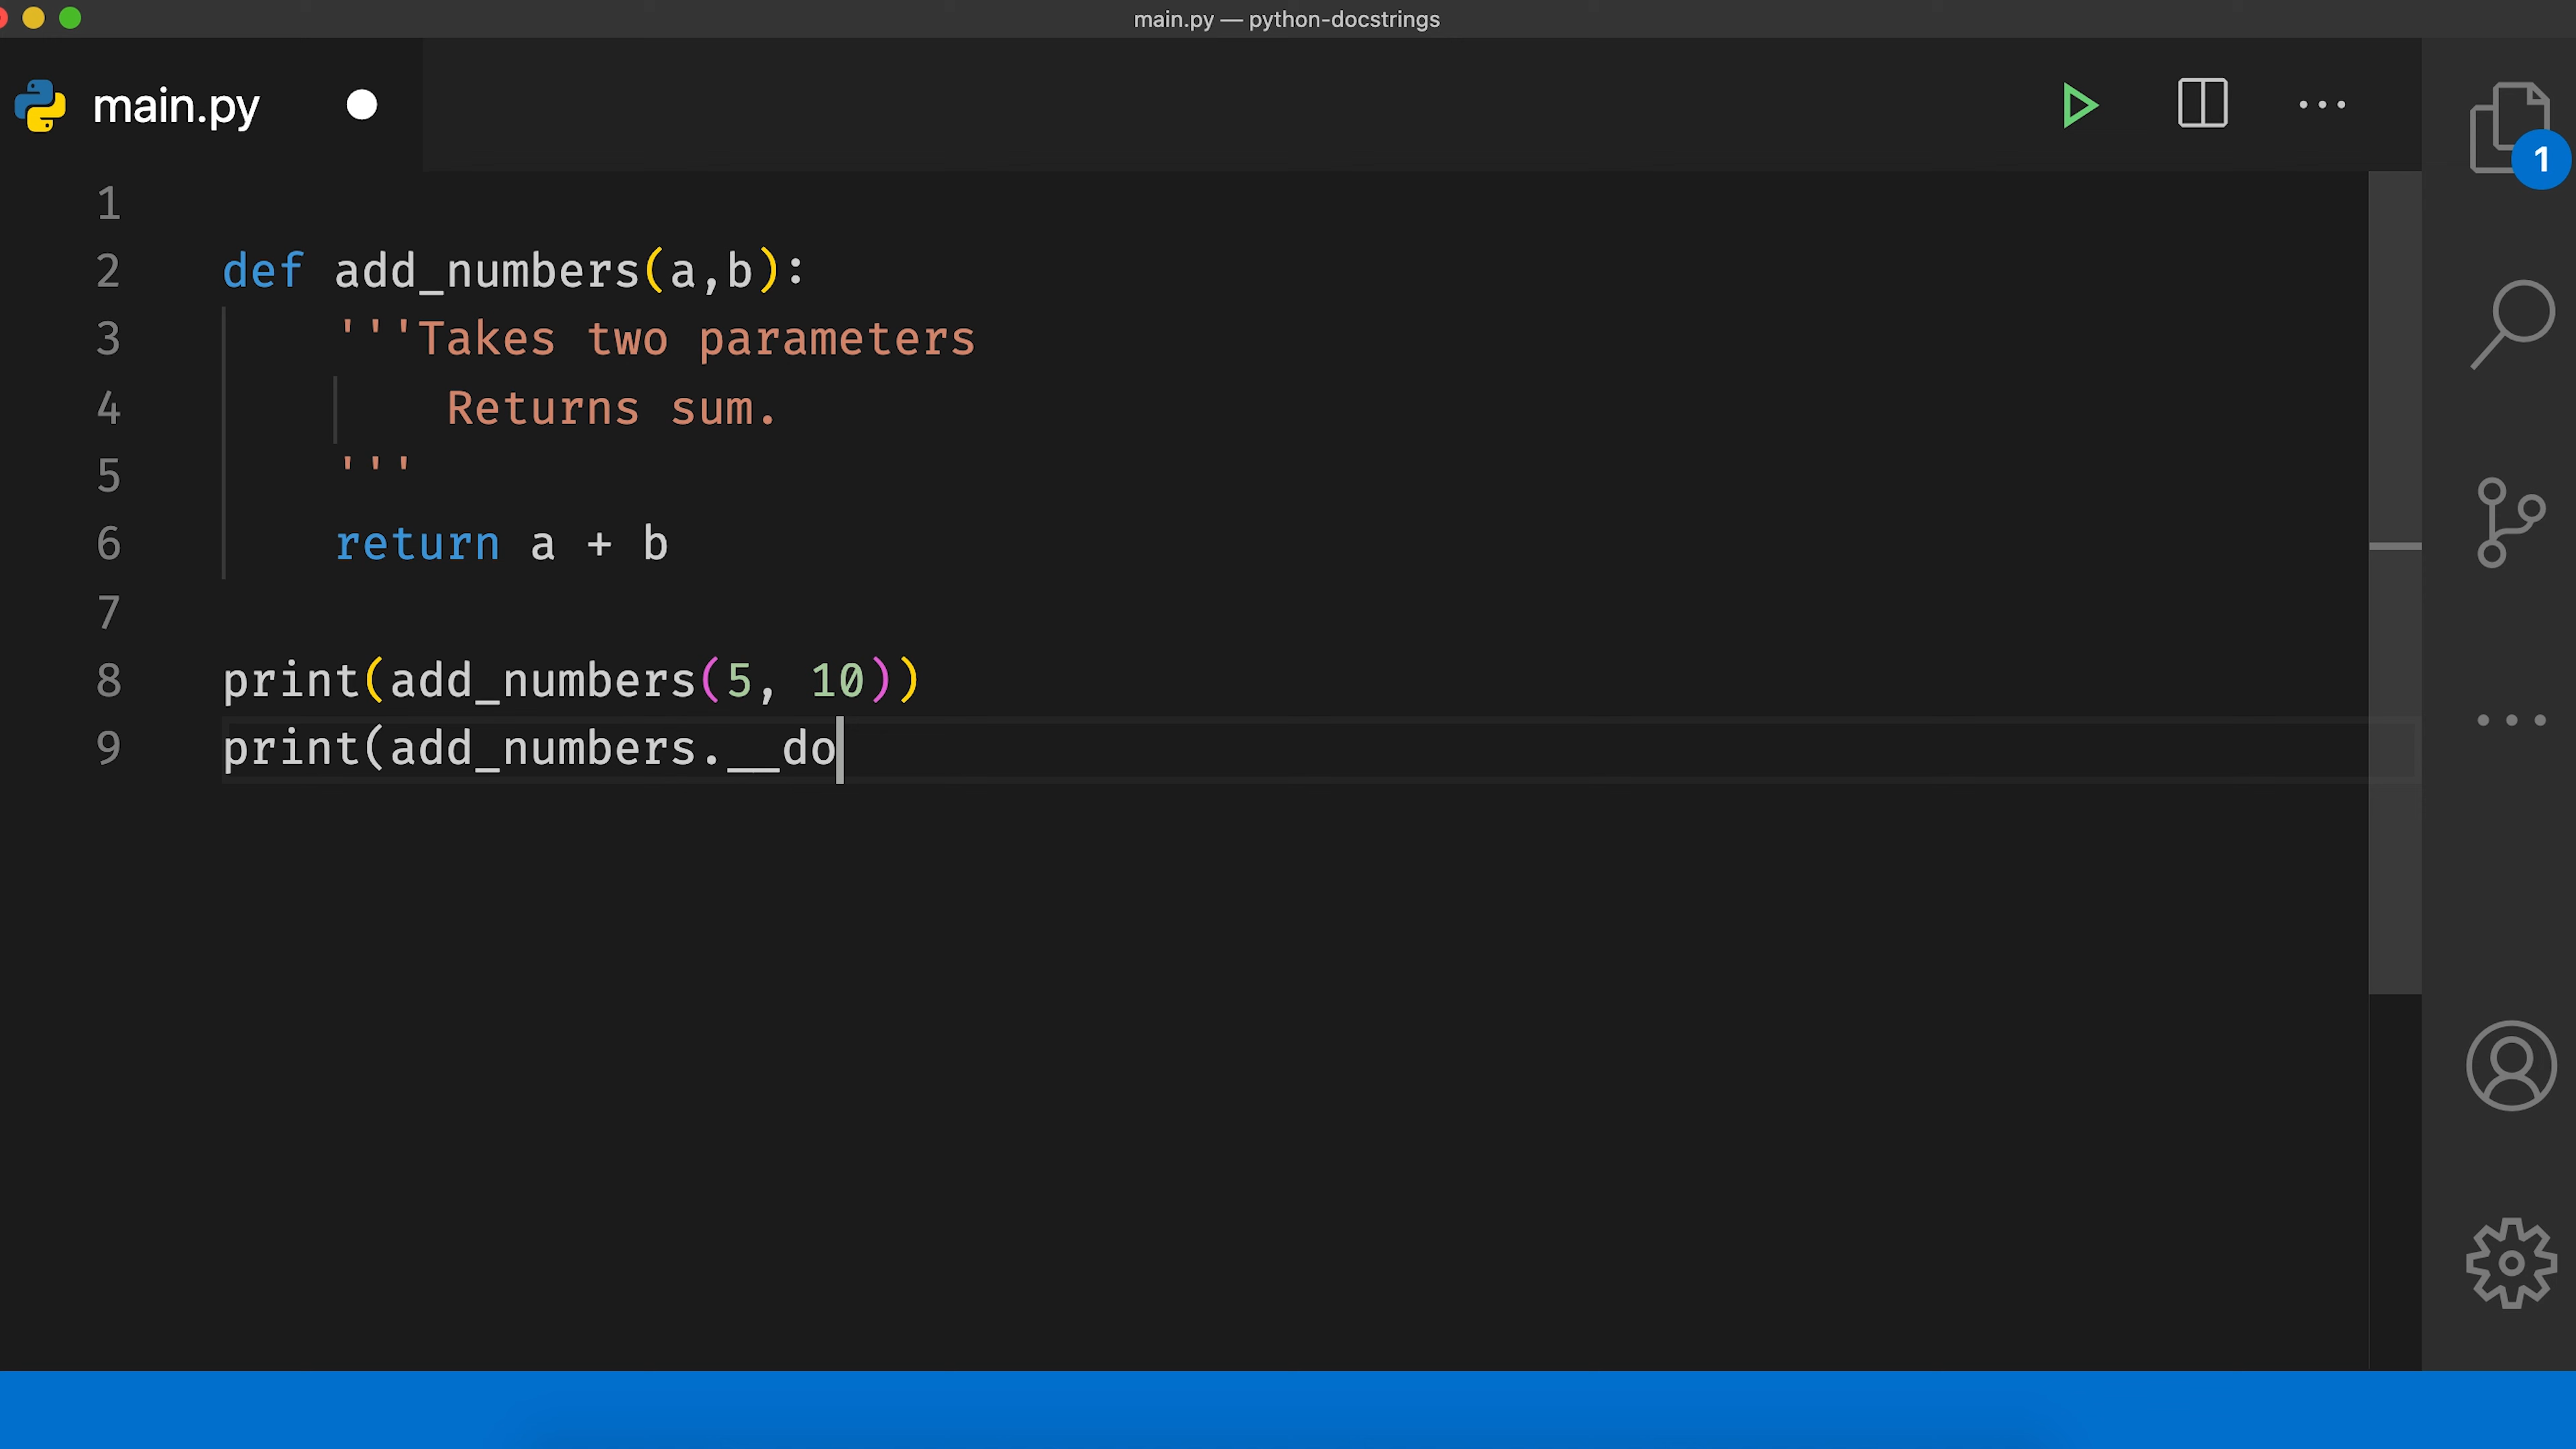 main.py — python-docstrings
main.py
1
1
2 def add_numbers(a,b):
3 '''Takes two parameters
4 Returns sum.
5 '''
6 return a + b
7
8 print(add_numbers(5, 10))
9 print(add_numbers.__do